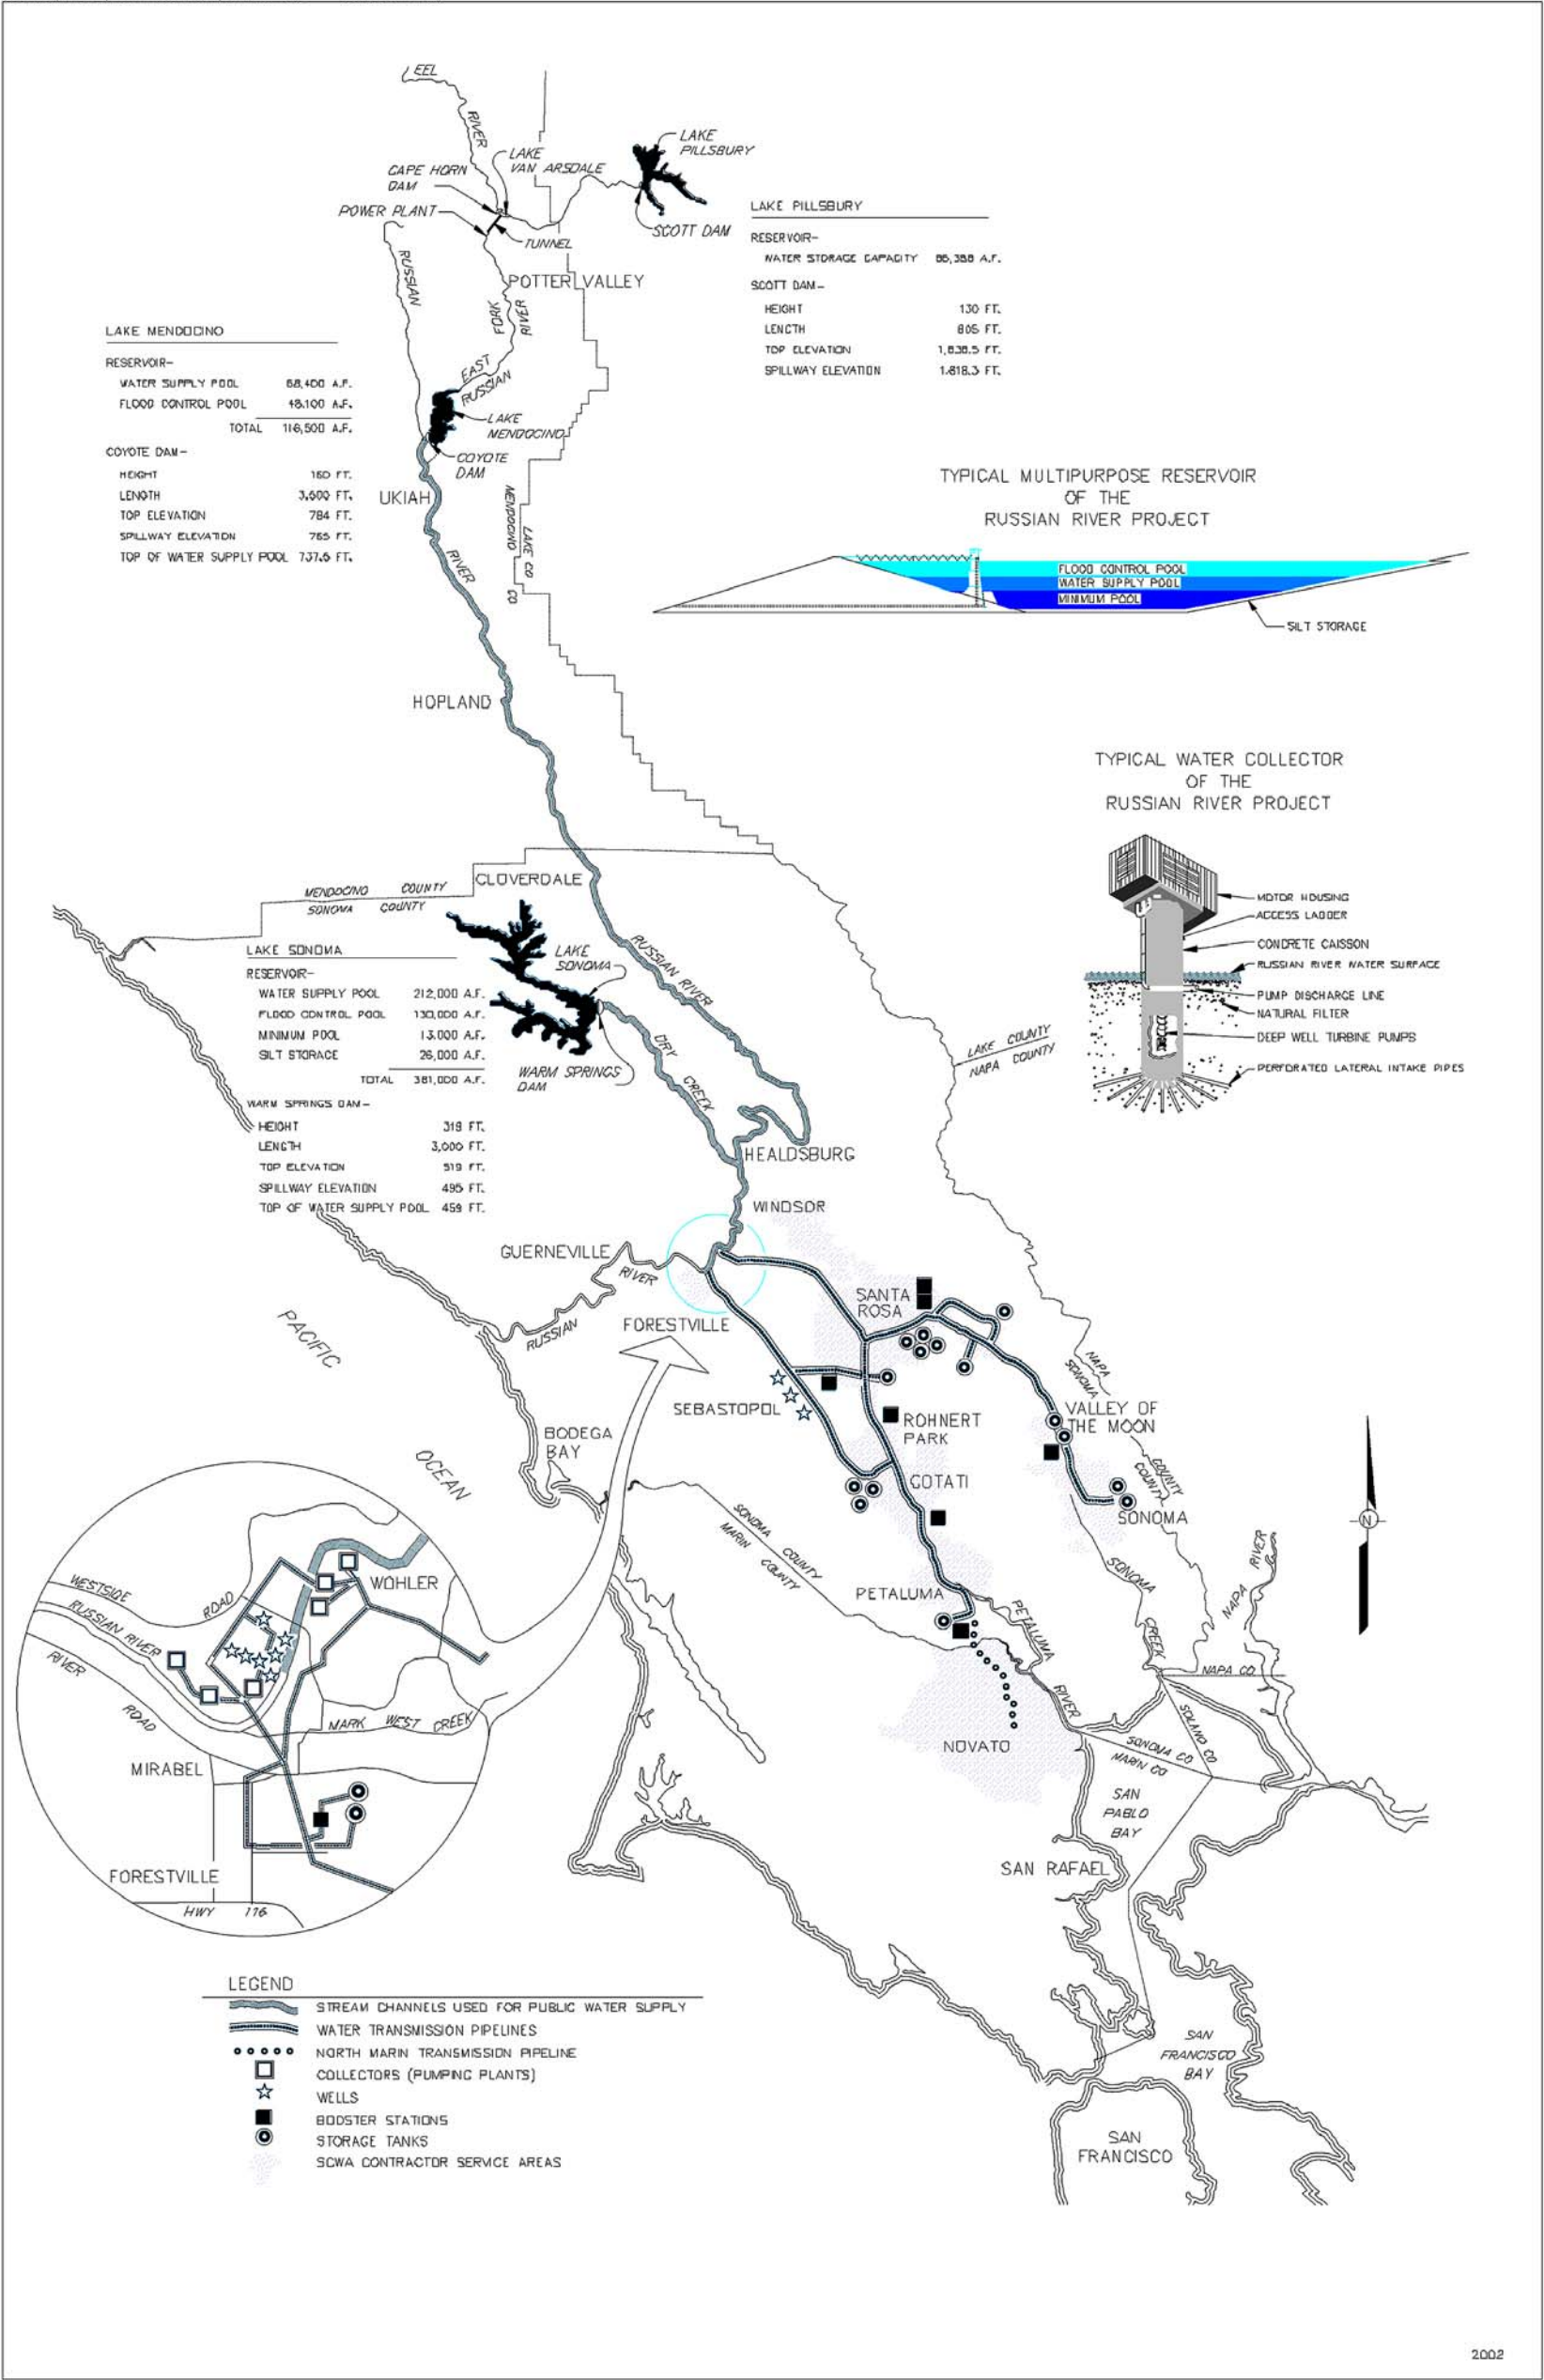 EEL
RIVER
LAKE
PILLSBURY
LAKE
VAN ARSDALE
CAPE HORN
DAM
POWER PLANT
SCOTT DAM
TUNNEL
RUSSIAN
POTTER VALLEY
FORK
RIVER
EAST
RUSSIAN
LAKE
MENDOCINO
COYOTE
DAM
UKIAH
RIVER
MENDOCINO CO
LAKE CO
HOPLAND
LAKE PILLSBURY
RESERVOIR-
WATER STORAGE CAPACITY
SCOTT DAM-
HEIGHT 130 FT.
LENGTH 805 FT.
TOP ELEVATION
SPILLWAY ELEVATION 1.818.3 FT.
LAKE MENDOCINO
RESERVOIR-
WATER SUPPLY POOL 68,400 A.F.
FLOOD CONTROL POOL 48.100 A.F.
TOTAL 116,500 A.F.
COYOTE DAM-
HEIGHT 160 FT.
LENGTH 3,600 FT.
TOP ELEVATION 784 FT.
SPILLWAY ELEVATION 765 FT.
TOP OF WATER SUPPLY POOL 737.5 FT.
TYPICAL MULTIPURPOSE RESERVOIR
OF THE
RUSSIAN RIVER PROJECT
FLOOD CONTROL POOL
WATER SUPPLY POOL
MINIMUM POOL
SILT STORAGE
TYPICAL WATER COLLECTOR
OF THE
RUSSIAN RIVER PROJECT
MOTOR HOUSING
ACCESS LADDER
CONCRETE CAISSON
RUSSIAN RIVER WATER SURFACE
PUMP DISCHARGE LINE
NATURAL FILTER
DEEP WELL TURBINE PUMPS
PERFORATED LATERAL INTAKE PIPES
CLOVERDALE
MENDOCINO COUNTY
SONOMA COUNTY
LAKE SONOMA
RESERVOIR-
WATER SUPPLY POOL 212,000 A.F.
FLOOD CONTROL POOL 130,000 A.F.
MINIMUM POOL 13,000 A.F.
SILT STORAGE 26,000 A.F.
TOTAL 381,000 A.F.
WARM SPRINGS DAM-
HEIGHT 319 FT.
LENGTH 3,000 FT.
TOP ELEVATION 519 FT.
SPILLWAY ELEVATION 495 FT.
TOP OF WATER SUPPLY POOL 459 FT.
LAKE
SONOMA
RUSSIAN RIVER
DRY
CREEK
WARM SPRINGS
DAM
LAKE COUNTY
NAPA COUNTY
HEALDSBURG
WINDSOR
GUERNEVILLE
RIVER
RUSSIAN
FORESTVILLE
SANTA
ROSA
PACIFIC
OCEAN
SEBASTOPOL
ROHNERT
PARK
BODEGA
BAY
COTATI
NAPA
SONOMA
VALLEY OF
THE MOON
COUNTY
COUNTY
SONOMA
SONOMA COUNTY
MARIN COUNTY
PETALUMA
PETALUMA
RIVER
SONOMA
CREEK
NAPA RIVER
NAPA CO
SOLANO CO
SONOMA CO
MARIN CO
NOVATO
SAN
PABLO
BAY
SAN RAFAEL
SAN
FRANCISCO
BAY
SAN
FRANCISCO
N
WESTSIDE
ROAD
RUSSIAN RIVER
RIVER
ROAD
WOHLER
MARK WEST CREEK
MIRABEL
FORESTVILLE
HWY 116
LEGEND
STREAM CHANNELS USED FOR PUBLIC WATER SUPPLY
WATER TRANSMISSION PIPELINES
NORTH MARIN TRANSMISSION PIPELINE
COLLECTORS (PUMPING PLANTS)
WELLS
BOOSTER STATIONS
STORAGE TANKS
SCWA CONTRACTOR SERVICE AREAS
2002